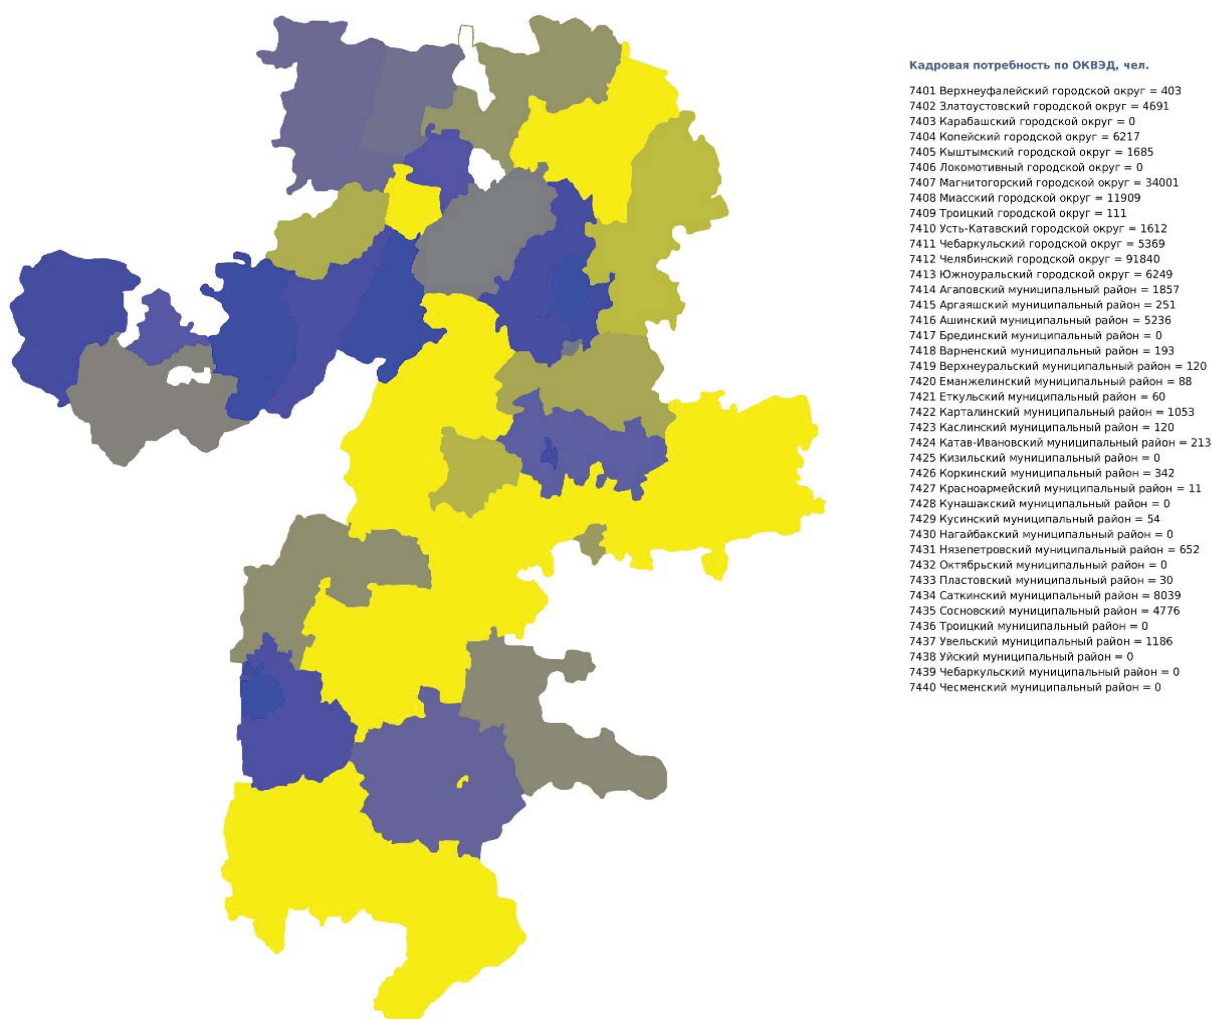 Кадровая потребность по ОКВЭД, чел.
7401 Верхнеуфалейский городской округ = 403
7402 Златоустовский городской округ = 4691
7403 Карабашский городской округ = 0
7404 Копейский городской округ = 6217
7405 Кыштымский городской округ = 1685
7406 Локомотивный городской округ = 0
7407 Магнитогорский городской округ = 34001
7408 Миасский городской округ = 11909
7409 Троицкий городской округ = 111
7410 Усть-Катавский городской округ = 1612
7411 Чебаркульский городской округ = 5369
7412 Челябинский городской округ = 91840
7413 Южноуральский городской округ = 6249
7414 Агаповский муниципальный район = 1857
7415 Аргаяшский муниципальный район = 251
7416 Ашинский муниципальный район = 5236
7417 Брединский муниципальный район = 0
7418 Варненский муниципальный район = 193
7419 Верхнеуральский муниципальный район = 120
7420 Еманжелинский муниципальный район = 88
7421 Еткульский муниципальный район = 60
7422 Карталинский муниципальный район = 1053
7423 Каслинский муниципальный район = 120
7424 Катав-Ивановский муниципальный район = 213
7425 Кизильский муниципальный район = 0
7426 Коркинский муниципальный район = 342
7427 Красноармейский муниципальный район = 11
7428 Кунашакский муниципальный район = 0
7429 Кусинский муниципальный район = 54
7430 Нагайбакский муниципальный район = 0
7431 Нязепетровский муниципальный район = 652
7432 Октябрьский муниципальный район = 0
7433 Пластовский муниципальный район = 30
7434 Саткинский муниципальный район = 8039
7435 Сосновский муниципальный район = 4776
7436 Троицкий муниципальный район = 0
7437 Увельский муниципальный район = 1186
7438 Уйский муниципальный район = 0
7439 Чебаркульский муниципальный район = 0
7440 Чесменский муниципальный район = 0